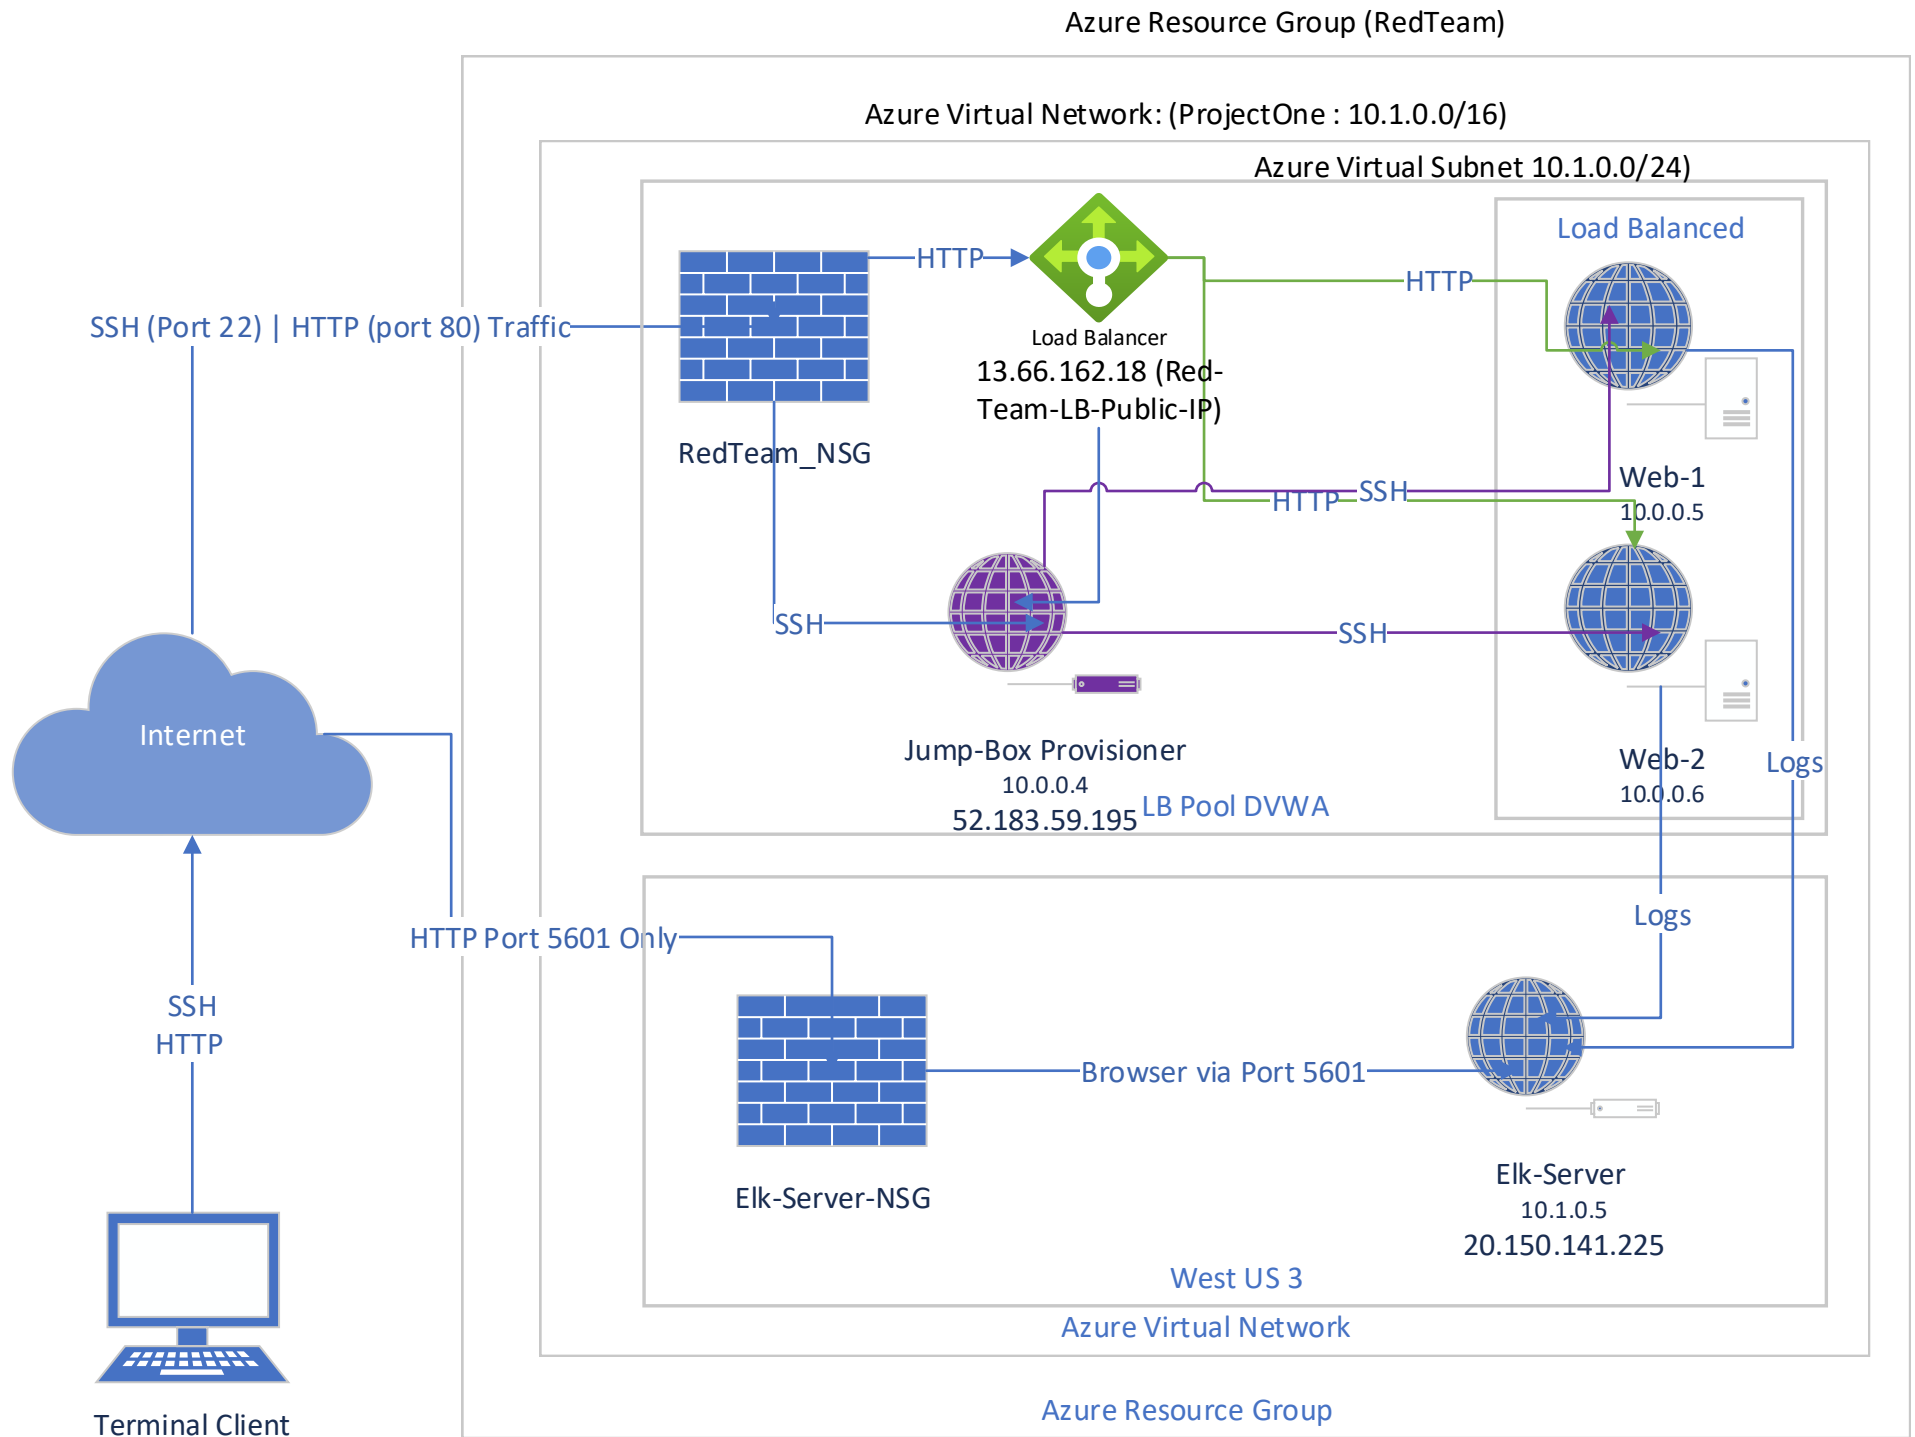 Azure Resource Group (RedTeam)
Azure Virtual Network: (ProjectOne : 10.1.0.0/16)
Azure Virtual Subnet 10.1.0.0/24)
Load Balanced
HTTP
HTTP
SSH (Port 22) | HTTP (port 80) Traffic
Load Balancer
13.66.162.18 (Red-
Team-LB-Public-IP)
RedTeam_NSG
Web-1
10.0.0.5
HTTP
SSH
SSH
SSH
Internet
Jump-Box Provisioner
10.0.0.4
52.183.59.195
LB Pool DVWA
Web-2
10.0.0.6
Logs
Logs
HTTP Port 5601 Only
SSH
HTTP
Browser via Port 5601
Elk-Server-NSG
Elk-Server
10.1.0.5
20.150.141.225
West US 3
Azure Virtual Network
Azure Resource Group
Terminal Client